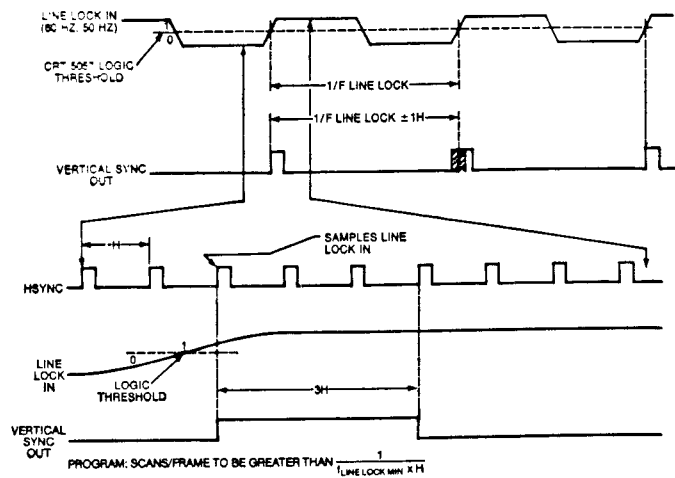 LINE LOCK IN
(60 HZ, 50 HZ)
1
0
CRT 5057 LOGIC
THRESHOLD
1/F LINE LOCK
1/F LINE LOCK ±1H
VERTICAL SYNC
OUT
H
SAMPLES LINE
LOCK IN
HSYNC
0
1
LINE
LOCK
IN
LOGIC
THRESHOLD
3H
VERTICAL
SYNC
OUT
PROGRAM: SCANS/FRAME TO BE GREATER THAN 1
fLINE LOCK MIN × H